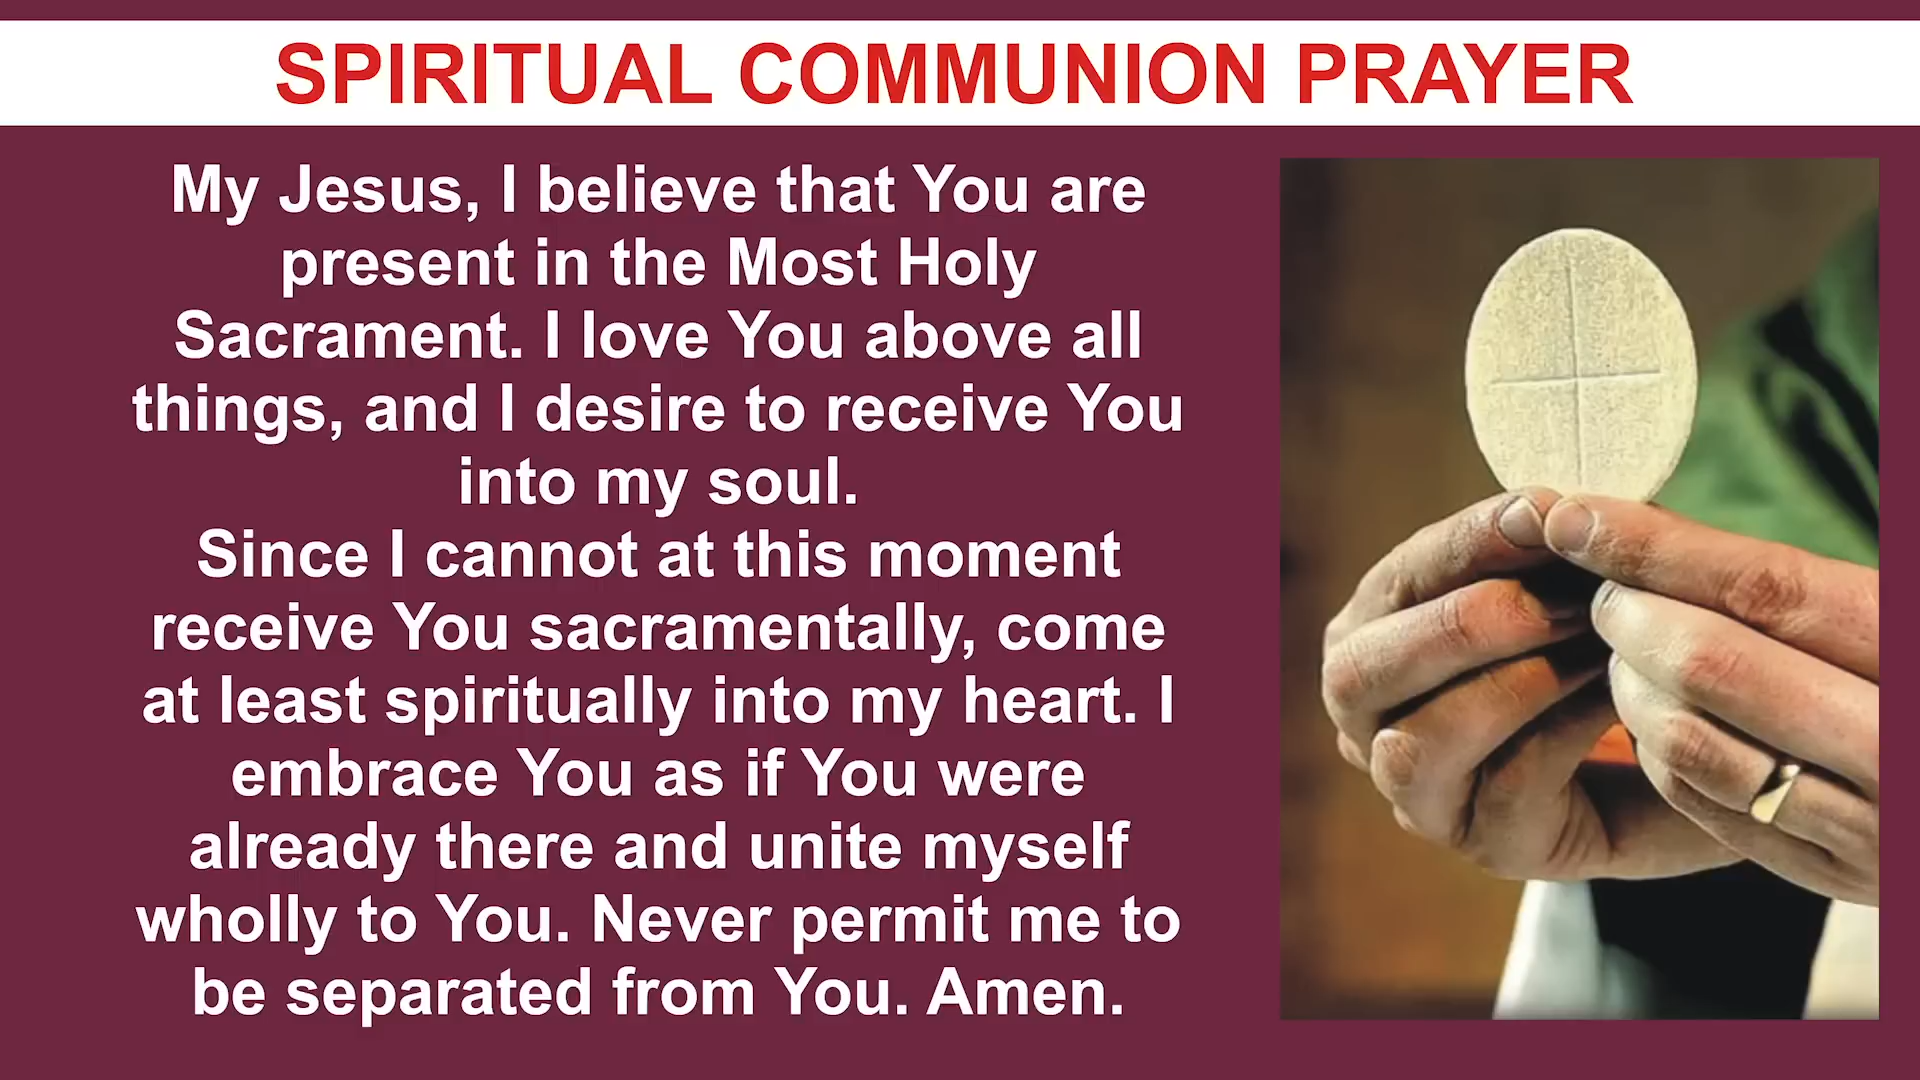 SPIRITUAL COMMUNION PRAYER
My Jesus, I believe that You are
present in the Most Holy
Sacrament. I love You above all
things, and I desire to receive You
into my soul.
Since I cannot at this moment
receive You sacramentally, come
at least spiritually into my heart. I
embrace You as if You were
already there and unite myself
wholly to You. Never permit me to
be separated from You. Amen.